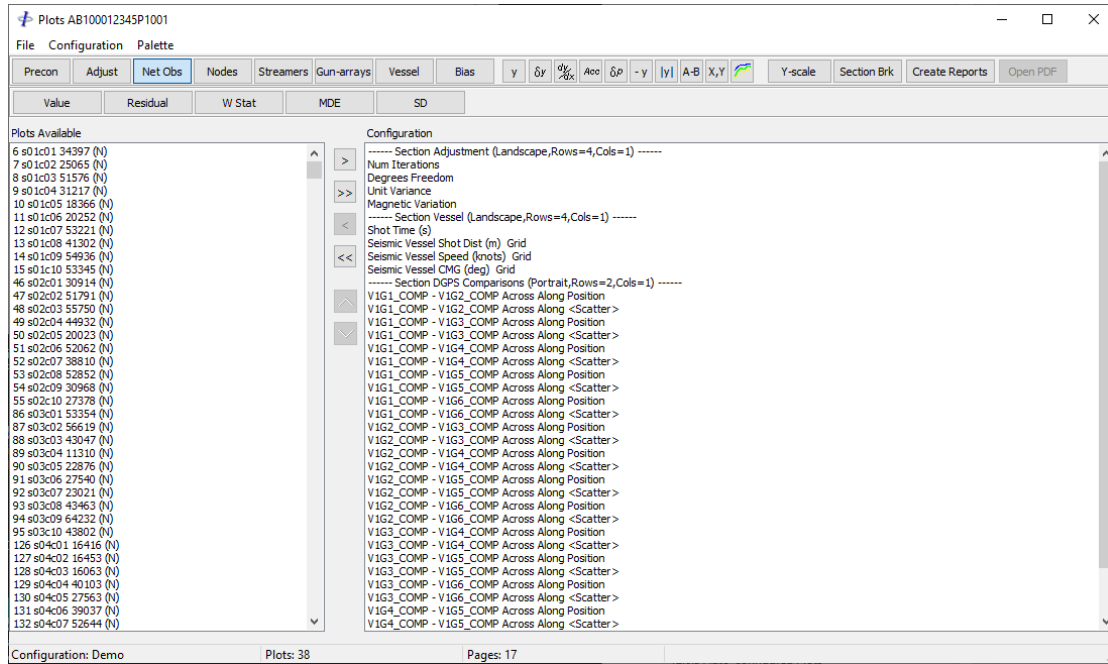 Plots AB100012345P1001
File Configuration Palette
Precon Adjust Net Obs Nodes Streamers Gun-arrays Vessel Bias y δy dy/dx Acc δp - y |y| A-B X,Y Y-scale Section Brk Create Reports Open PDF
Value Residual W Stat MDE SD
Plots Available
6 s01c01 34397 (N)
7 s01c02 25065 (N)
8 s01c03 51576 (N)
9 s01c04 31217 (N)
10 s01c05 18366 (N)
11 s01c06 20252 (N)
12 s01c07 53221 (N)
13 s01c08 41302 (N)
14 s01c09 54936 (N)
15 s01c10 53345 (N)
46 s02c01 30914 (N)
47 s02c02 51791 (N)
48 s02c03 55750 (N)
49 s02c04 44932 (N)
50 s02c05 20023 (N)
51 s02c06 52062 (N)
52 s02c07 38810 (N)
53 s02c08 52852 (N)
54 s02c09 30968 (N)
55 s02c10 27378 (N)
86 s03c01 53354 (N)
87 s03c02 56619 (N)
88 s03c03 43047 (N)
89 s03c04 11310 (N)
90 s03c05 22876 (N)
91 s03c06 27540 (N)
92 s03c07 23021 (N)
93 s03c08 43463 (N)
94 s03c09 64232 (N)
95 s03c10 43802 (N)
126 s04c01 16416 (N)
127 s04c02 16453 (N)
128 s04c03 16063 (N)
129 s04c04 40103 (N)
130 s04c05 27563 (N)
131 s04c06 39037 (N)
132 s04c07 52644 (N)
>
>>
<
<<
Configuration
------ Section Adjustment (Landscape,Rows=4,Cols=1) ------
Num Iterations
Degrees Freedom
Unit Variance
Magnetic Variation
------ Section Vessel (Landscape,Rows=4,Cols=1) ------
Shot Time (s)
Seismic Vessel Shot Dist (m) Grid
Seismic Vessel Speed (knots) Grid
Seismic Vessel CMG (deg) Grid
------ Section DGPS Comparisons (Portrait,Rows=2,Cols=1) ------
V1G1_COMP - V1G2_COMP Across Along Position
V1G1_COMP - V1G2_COMP Across Along <Scatter>
V1G1_COMP - V1G3_COMP Across Along Position
V1G1_COMP - V1G3_COMP Across Along <Scatter>
V1G1_COMP - V1G4_COMP Across Along Position
V1G1_COMP - V1G4_COMP Across Along <Scatter>
V1G1_COMP - V1G5_COMP Across Along Position
V1G1_COMP - V1G5_COMP Across Along <Scatter>
V1G1_COMP - V1G6_COMP Across Along Position
V1G1_COMP - V1G6_COMP Across Along <Scatter>
V1G2_COMP - V1G3_COMP Across Along Position
V1G2_COMP - V1G3_COMP Across Along <Scatter>
V1G2_COMP - V1G4_COMP Across Along Position
V1G2_COMP - V1G4_COMP Across Along <Scatter>
V1G2_COMP - V1G5_COMP Across Along Position
V1G2_COMP - V1G5_COMP Across Along <Scatter>
V1G2_COMP - V1G6_COMP Across Along Position
V1G2_COMP - V1G6_COMP Across Along <Scatter>
V1G3_COMP - V1G4_COMP Across Along Position
V1G3_COMP - V1G4_COMP Across Along <Scatter>
V1G3_COMP - V1G5_COMP Across Along Position
V1G3_COMP - V1G5_COMP Across Along <Scatter>
V1G3_COMP - V1G6_COMP Across Along Position
V1G3_COMP - V1G6_COMP Across Along <Scatter>
V1G4_COMP - V1G5_COMP Across Along Position
V1G4_COMP - V1G5_COMP Across Along <Scatter>
Configuration: Demo Plots: 38 Pages: 17